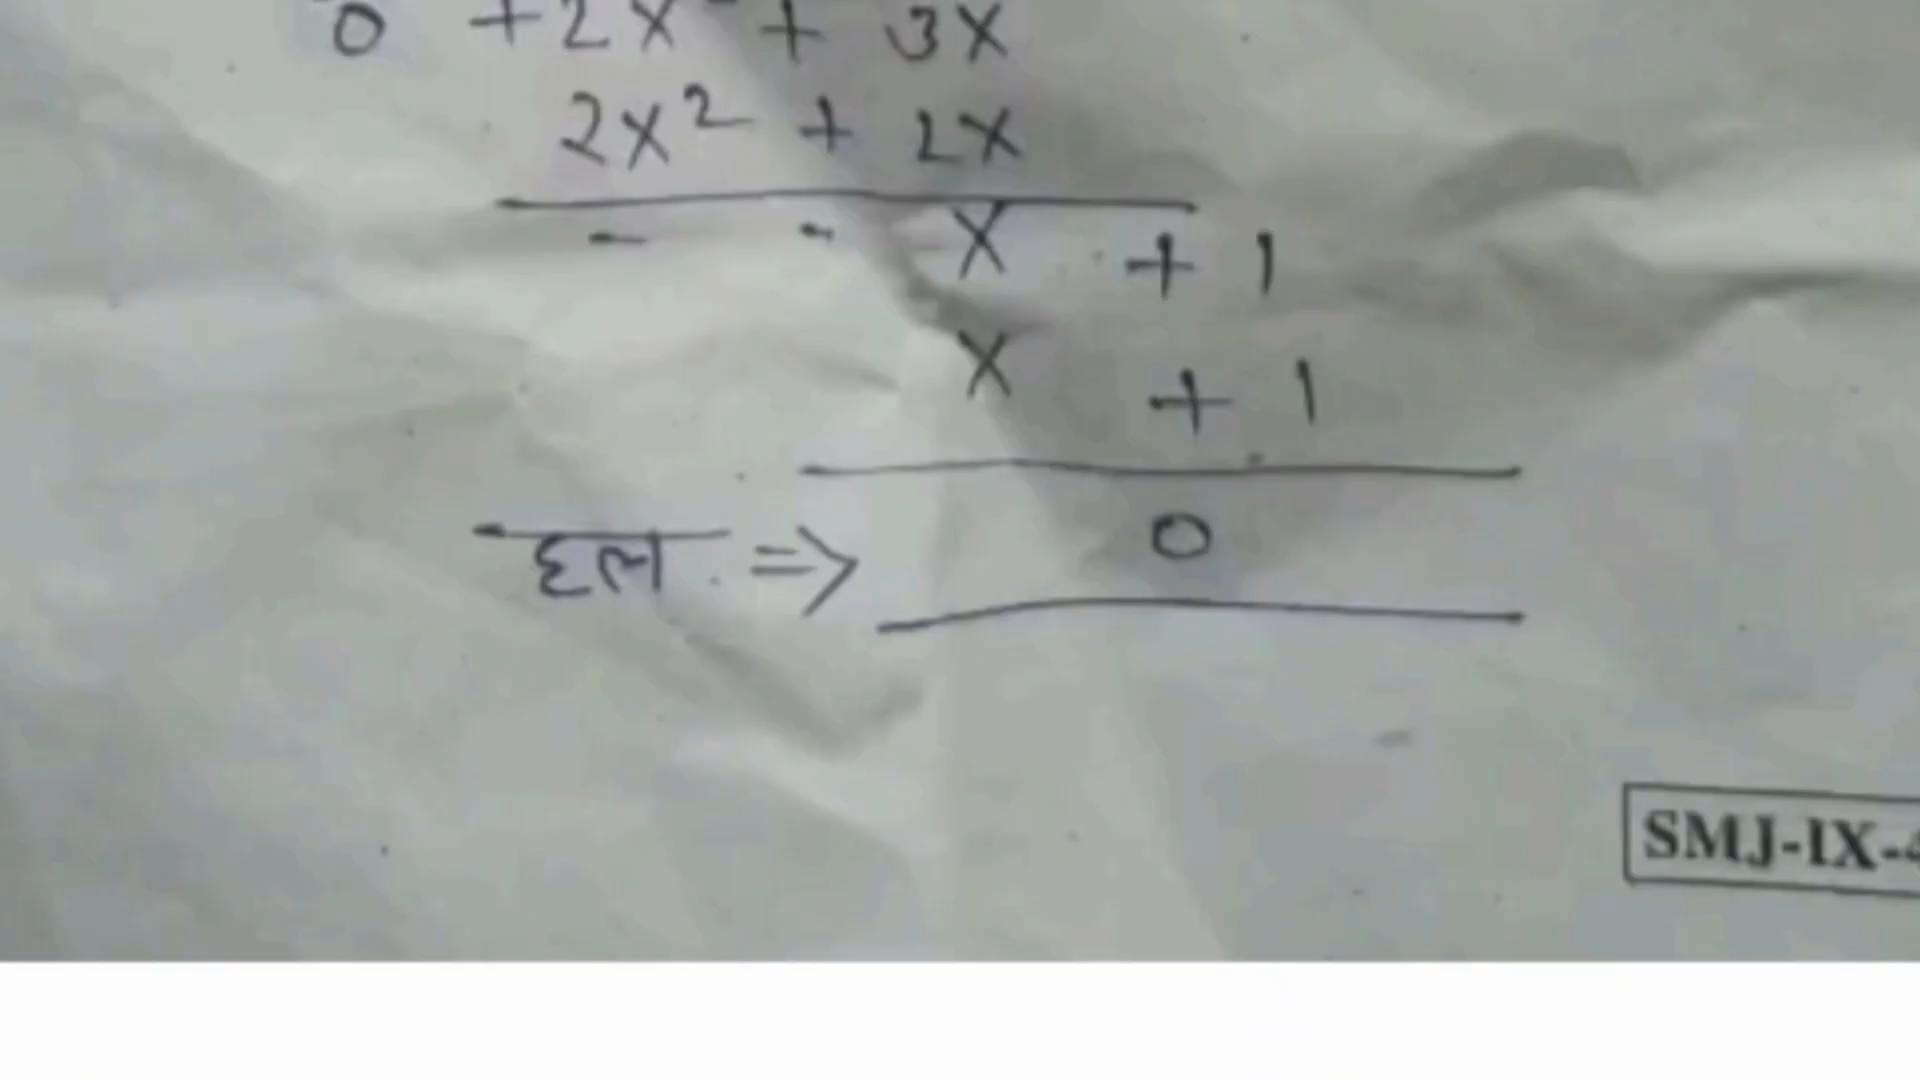 0 + 2x + 3x
2x² + 2x
- - x + 1
x + 1
हल => 0
SMJ-IX-